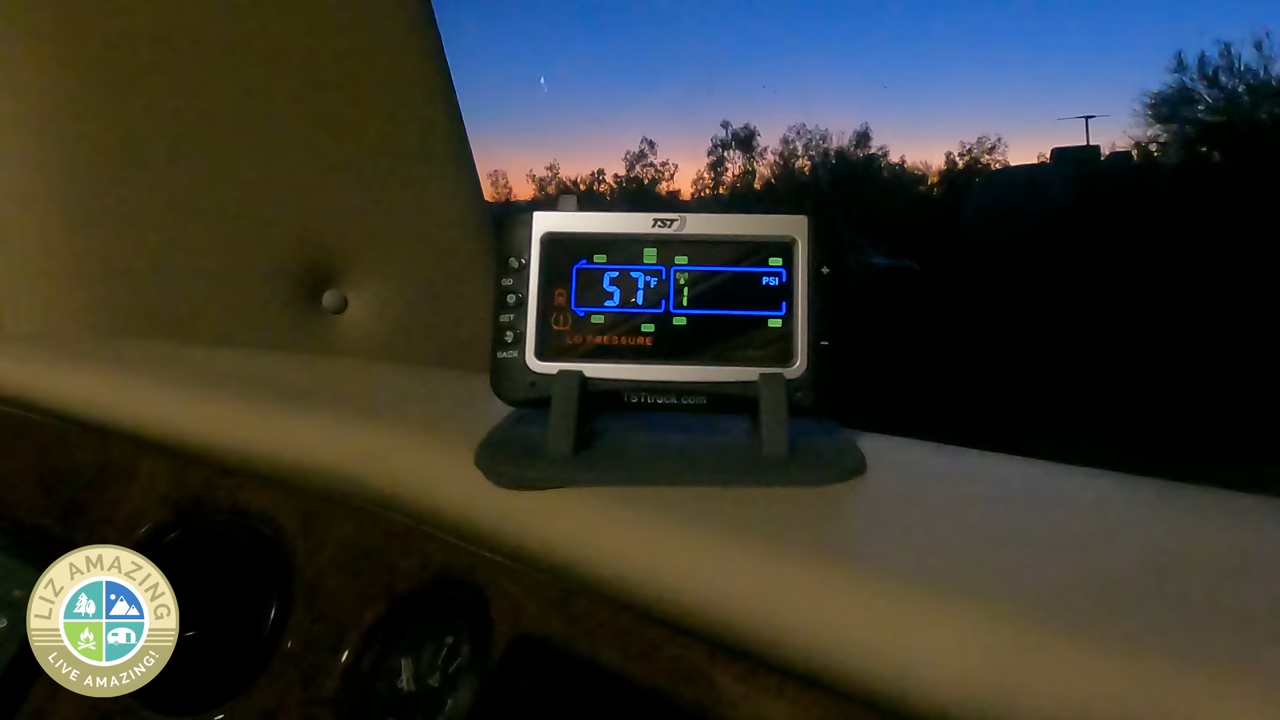 TST
GO
SET
BACK
57°F
1
PSI
LO PRESSURE
+
-
TSTtruck.com
LIZ AMAZING
LIVE AMAZING!